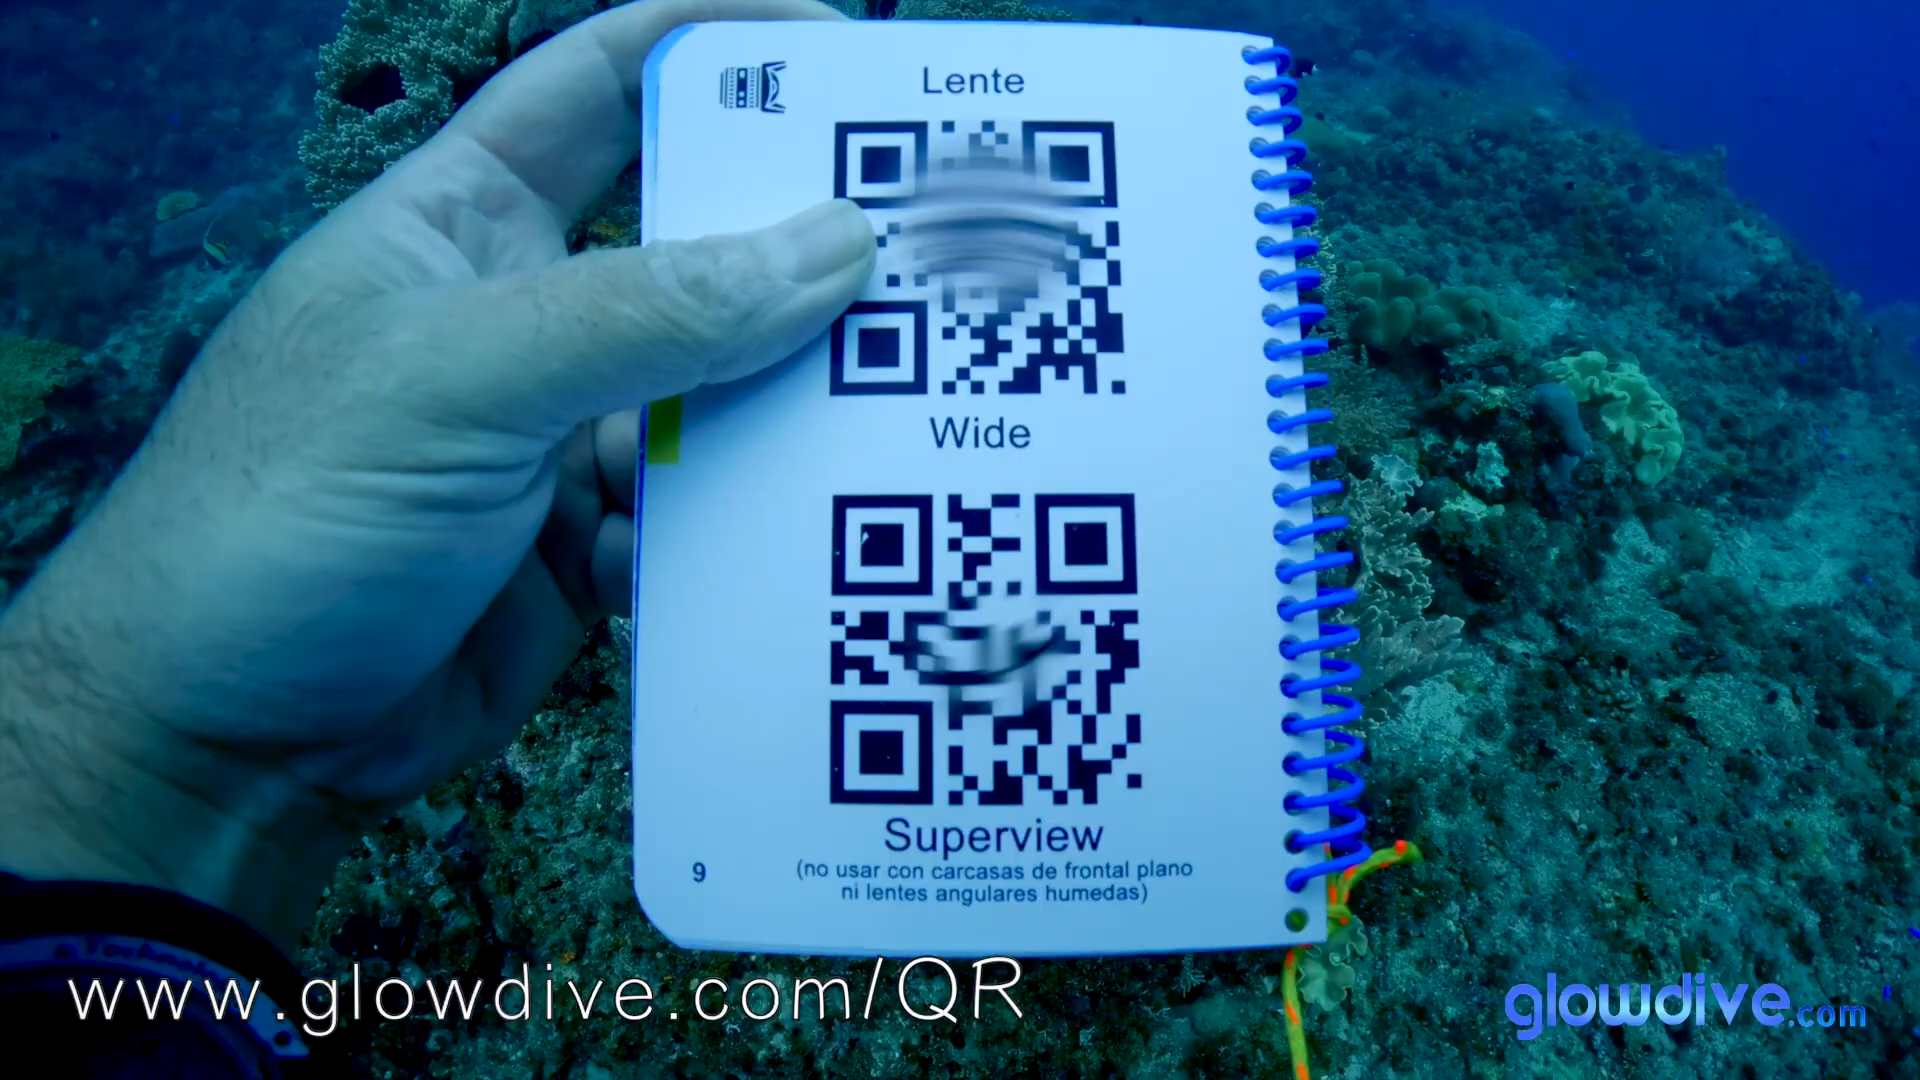 Lente
Wide
Superview
9
(no usar con carcasas de frontal plano
ni lentes angulares humedas)
www.glowdive.com/QR
glowdive.com